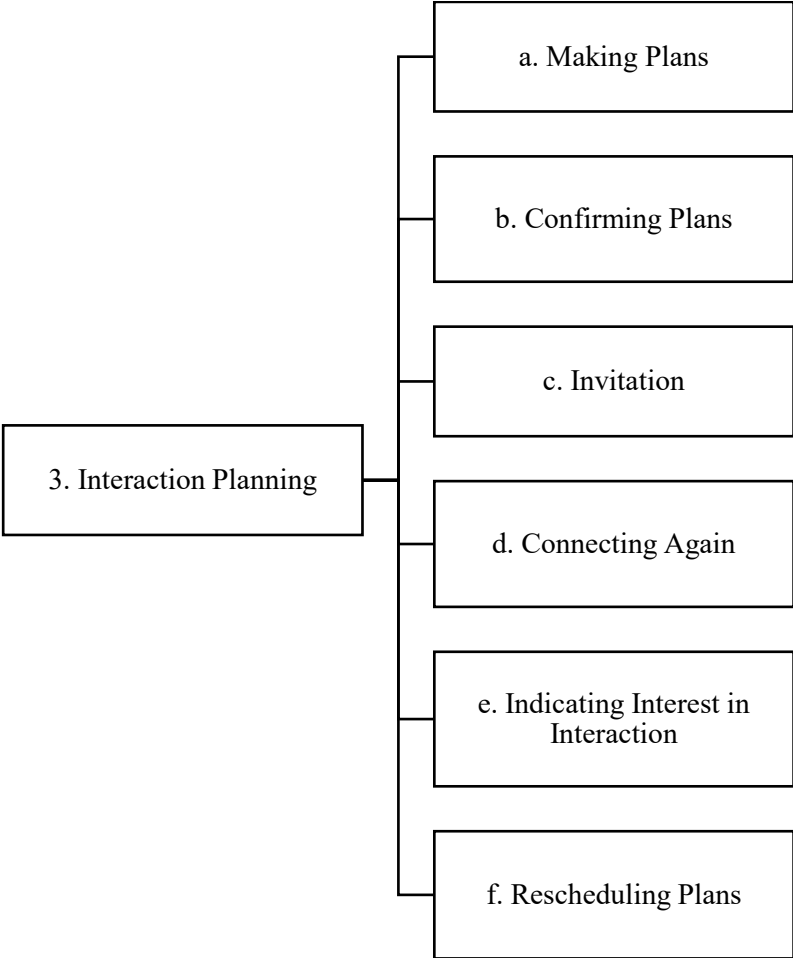 a. Making Plans
b. Confirming Plans
c. Invitation
3. Interaction Planning
d. Connecting Again
e. Indicating Interest in
Interaction
f. Rescheduling Plans